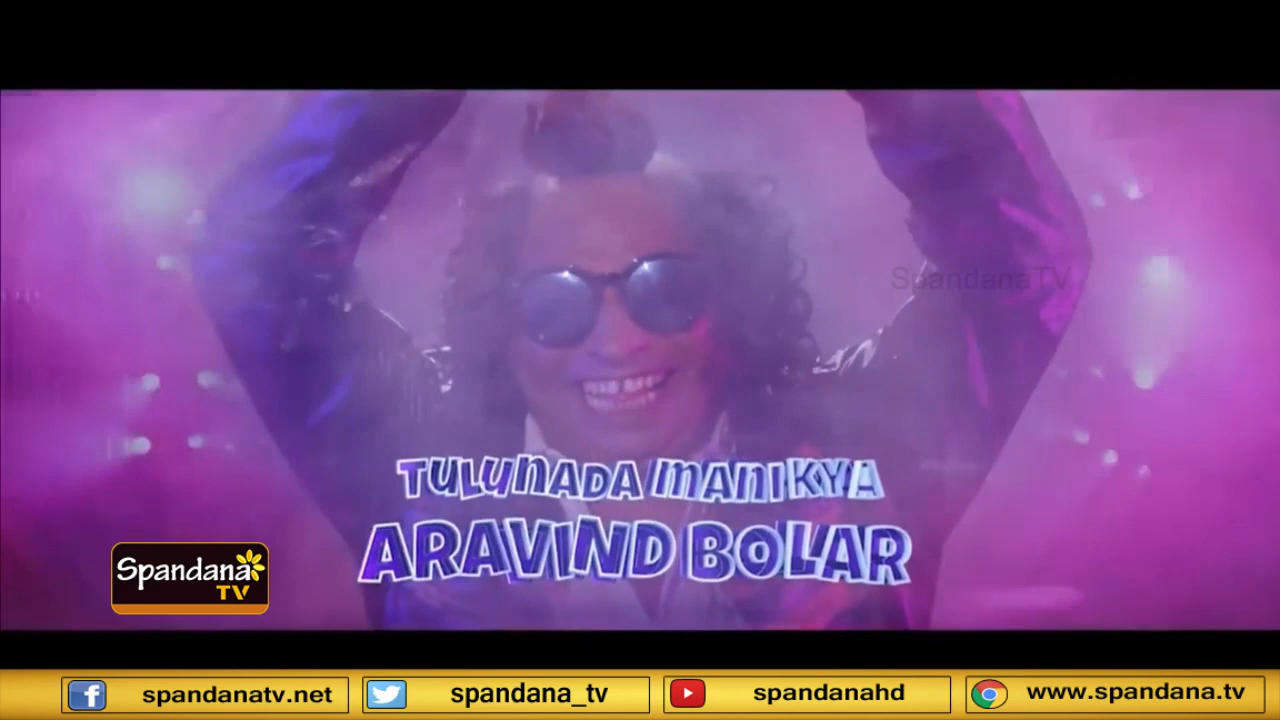 SpandanaTV
TULUNADA MANIKYA
ARAVIND BOLAR
Spandana
TV
spandanatv.net
spandana_tv
spandanahd
www.spandana.tv